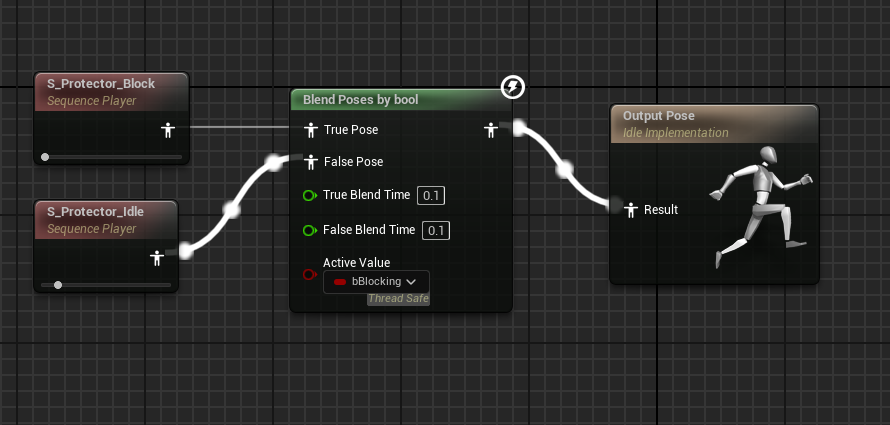 S_Protector_Block
Sequence Player
S_Protector_Idle
Sequence Player
Blend Poses by bool
True Pose
False Pose
True Blend Time 0.1
False Blend Time 0.1
Active Value
bBlocking
Thread Safe
Output Pose
Idle Implementation
Result